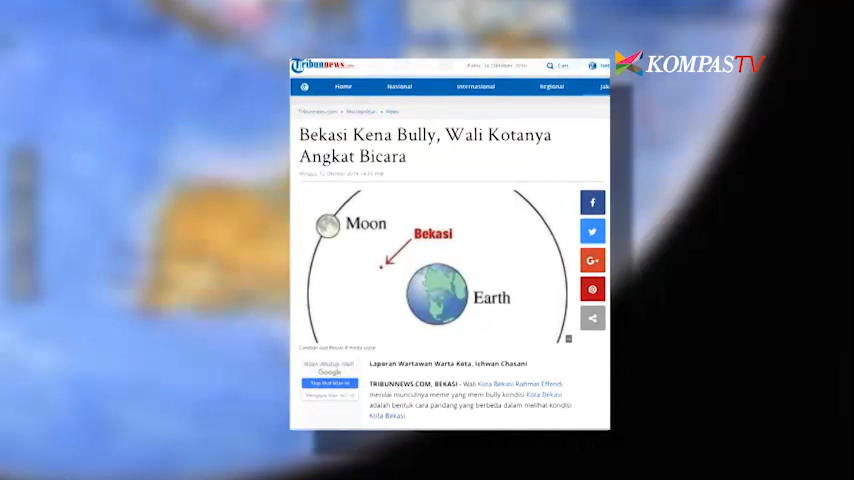 KOMPASTV
Tribunnews.com
Home Nasional Internasional Regional Jak
Tribunnews.com » Metropolitan » News
Bekasi Kena Bully, Wali Kotanya
Angkat Bicara
Moon
Bekasi
Earth
Google
Laporan Wartawan Warta Kota, Ichwan Chasani
TRIBUNNEWS.COM, BEKASI - Wali Kota Bekasi Rahmat Effendi
menilai munculnya meme yang mem bully kondisi Kota Bekasi
adalah bentuk cara pandang yang berbeda dalam melihat kondisi
Kota Bekasi.